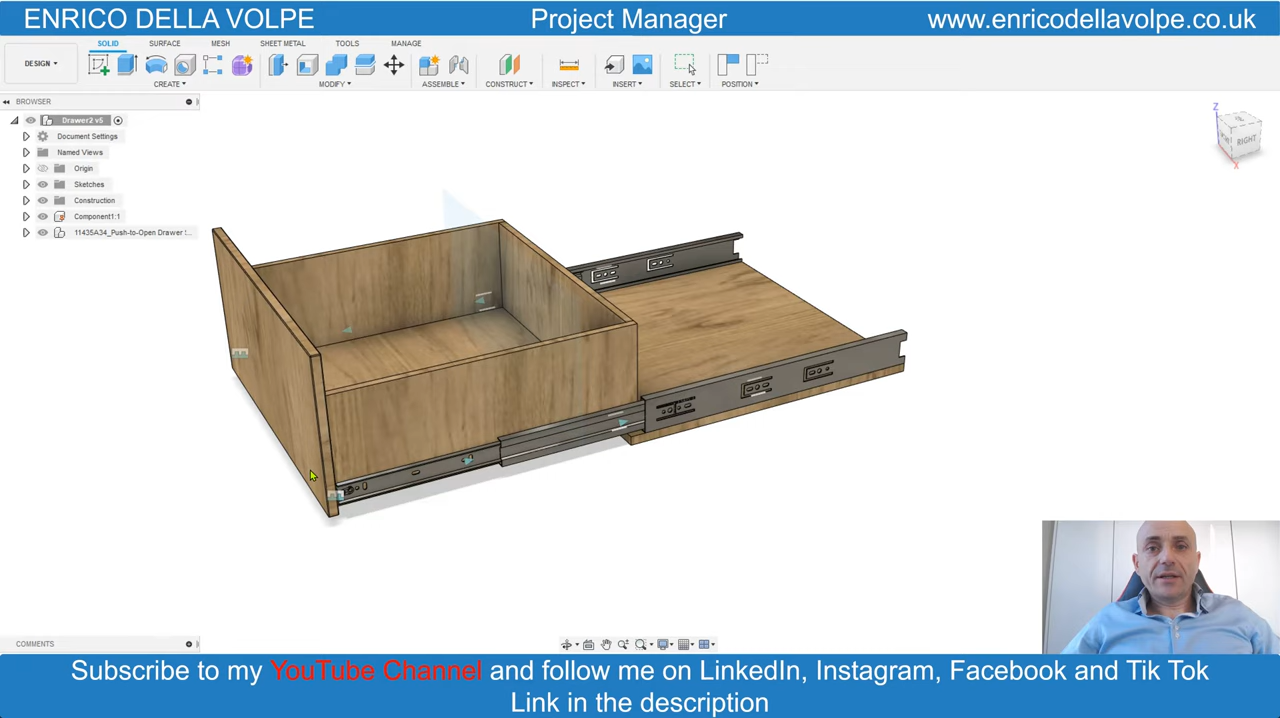 ENRICO DELLA VOLPE
Project Manager
www.enricodellavolpe.co.uk
SOLID
SURFACE
MESH
SHEET METAL
TOOLS
MANAGE
DESIGN
CREATE
MODIFY
ASSEMBLE
CONSTRUCT
INSPECT
INSERT
SELECT
POSITION
BROWSER
Drawer2 v5
Document Settings
Named Views
Origin
Sketches
Construction
Component1:1
11435A34_Push-to-Open Drawer :...
Z
RIGHT
X
COMMENTS
Subscribe to my YouTube Channel and follow me on LinkedIn, Instagram, Facebook and Tik Tok
Link in the description